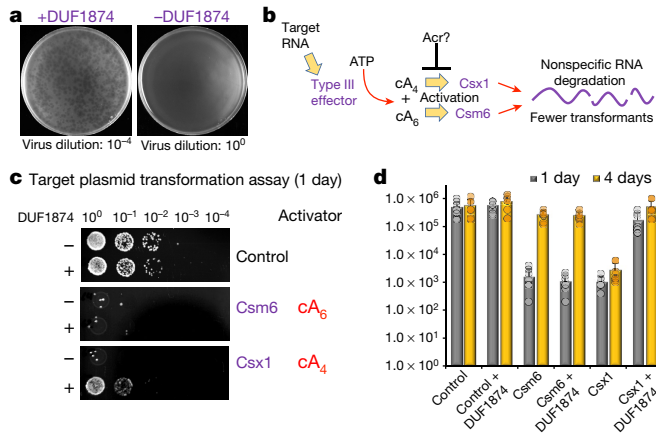 a
+DUF1874
–DUF1874
Virus dilution: 10⁻⁴
Virus dilution: 10⁰
b
Target
RNA
Type III
effector
ATP
Acr?
cA₄
+
cA₆
Activation
Csx1
Csm6
Nonspecific RNA
degradation
Fewer transformants
c Target plasmid transformation assay (1 day)
DUF1874 10⁰ 10⁻¹ 10⁻² 10⁻³ 10⁻⁴ Activator
–
+
Control
–
+
Csm6 cA₆
–
+
Csx1 cA₄
d
1 day 4 days
1.0 × 10⁶
1.0 × 10⁵
1.0 × 10⁴
1.0 × 10³
1.0 × 10²
1.0 × 10¹
1.0 × 10⁰
Control
Control +
DUF1874
Csm6
Csm6 +
DUF1874
Csx1
Csx1 +
DUF1874